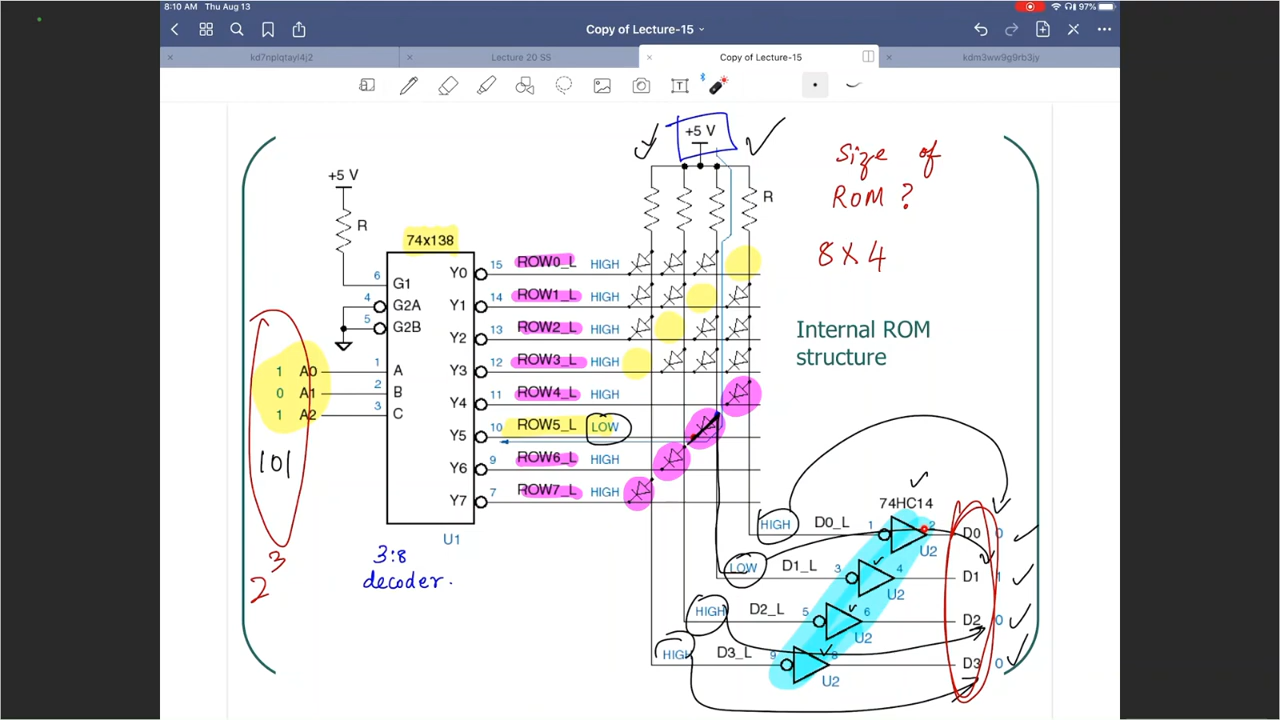 8:10 AM Thu Aug 13
97%
Copy of Lecture-15
kd7nplqtayl4j2
Lecture 20 SS
Copy of Lecture-15
kdm3ww9g9rb3jy
T
+5 V
Size of
ROM ?
8 X 4
+5 V
R
R
74x138
6 G1
4 G2A
5 G2B
1 A0 1 A
0 A1 2 B
1 A2 3 C
101
2^3
Y0 15 ROW0_L HIGH
Y1 14 ROW1_L HIGH
Y2 13 ROW2_L HIGH
Y3 12 ROW3_L HIGH
Y4 11 ROW4_L HIGH
Y5 10 ROW5_L LOW
Y6 9 ROW6_L HIGH
Y7 7 ROW7_L HIGH
U1
3:8
decoder.
Internal ROM
structure
74HC14
HIGH D0_L 1 2 D0 0
U2
LOW D1_L 3 4 D1 1
U2
HIGH D2_L 5 6 D2 0
U2
HIGH D3_L 9 8 D3 0
U2